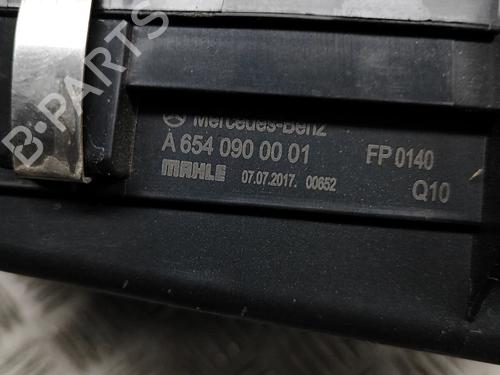 Mercedes-Benz
A 654 090 00 01 FP 0140
MAHLE 07.07.2017. 00652 Q10
B-PARTS